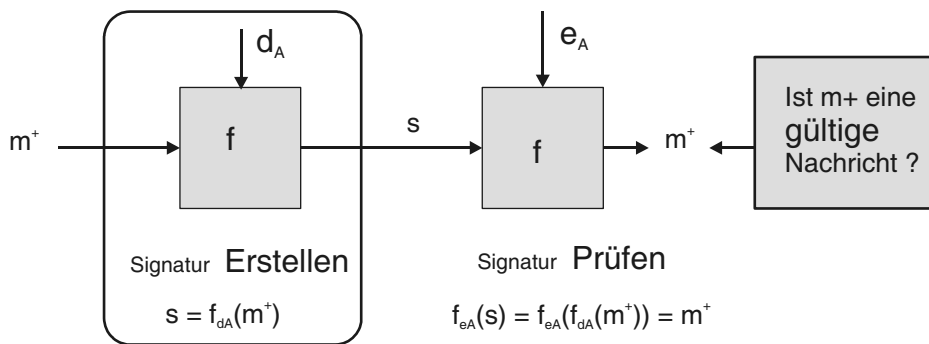 d_A
e_A
m⁺
f
s
f
m⁺
Ist m+ eine
gültige
Nachricht ?
Signatur Erstellen
Signatur Prüfen
s = f_dA(m⁺)
f_eA(s) = f_eA(f_dA(m⁺)) = m⁺